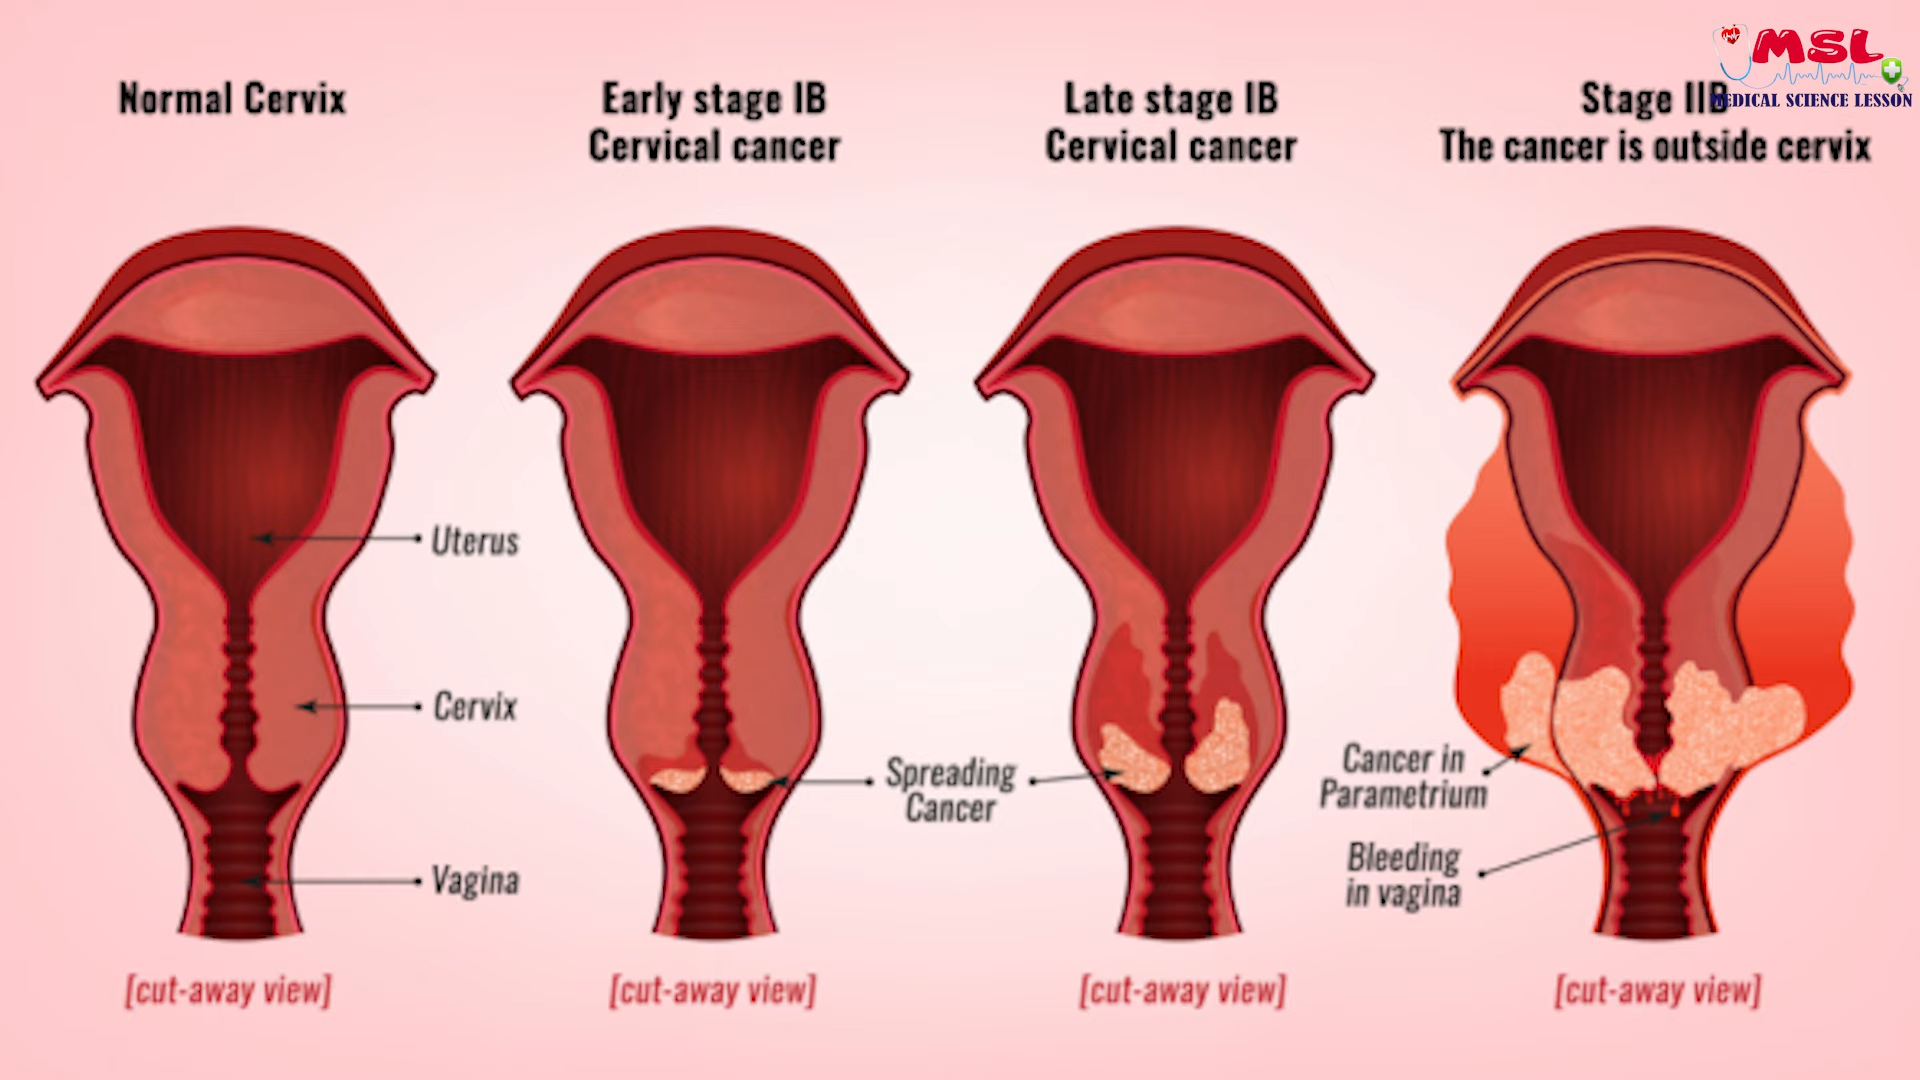 MSL
MEDICAL SCIENCE LESSON
Normal Cervix
Early stage IB
Cervical cancer
Late stage IB
Cervical cancer
Stage IIB
The cancer is outside cervix
Uterus
Cervix
Vagina
Spreading
Cancer
Cancer in
Parametrium
Bleeding
in vagina
[cut-away view]
[cut-away view]
[cut-away view]
[cut-away view]